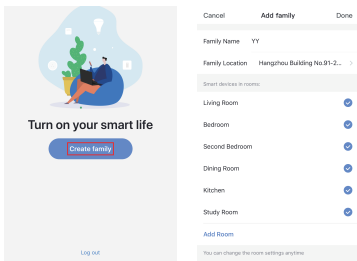 Turn on your smart life
Create family
Log out
Cancel Add family Done
Family Name YY
Family Location Hangzhou Building No.91-2...
Smart devices in rooms:
Living Room
Bedroom
Second Bedroom
Dining Room
Kitchen
Study Room
Add Room
You can change the room settings anytime